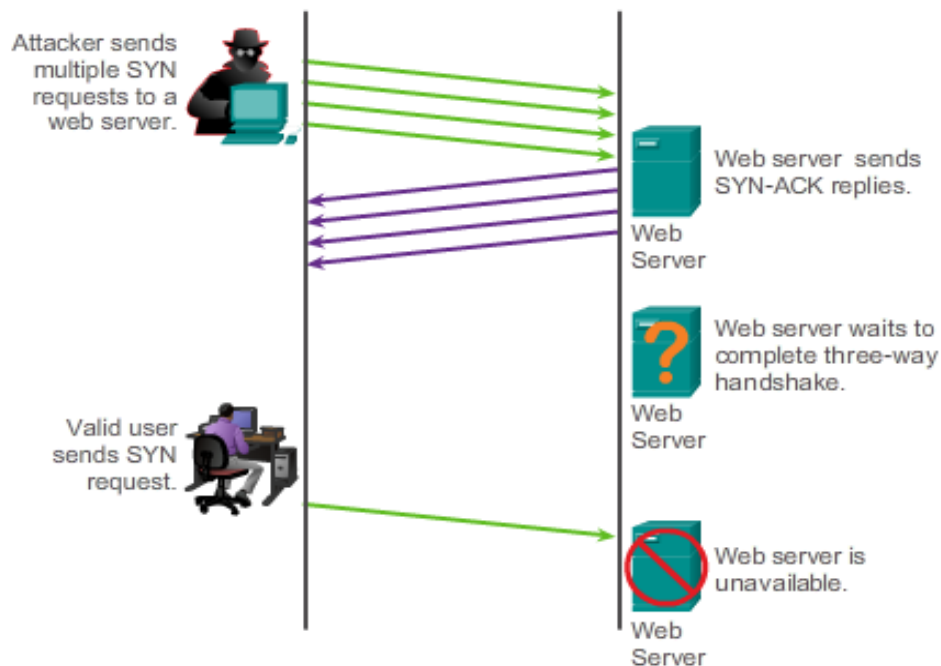 Attacker sends
multiple SYN
requests to a
web server.
Web server sends
SYN-ACK replies.
Web
Server
Web server waits to
complete three-way
handshake.
Web
Server
Valid user
sends SYN
request.
Web server is
unavailable.
Web
Server